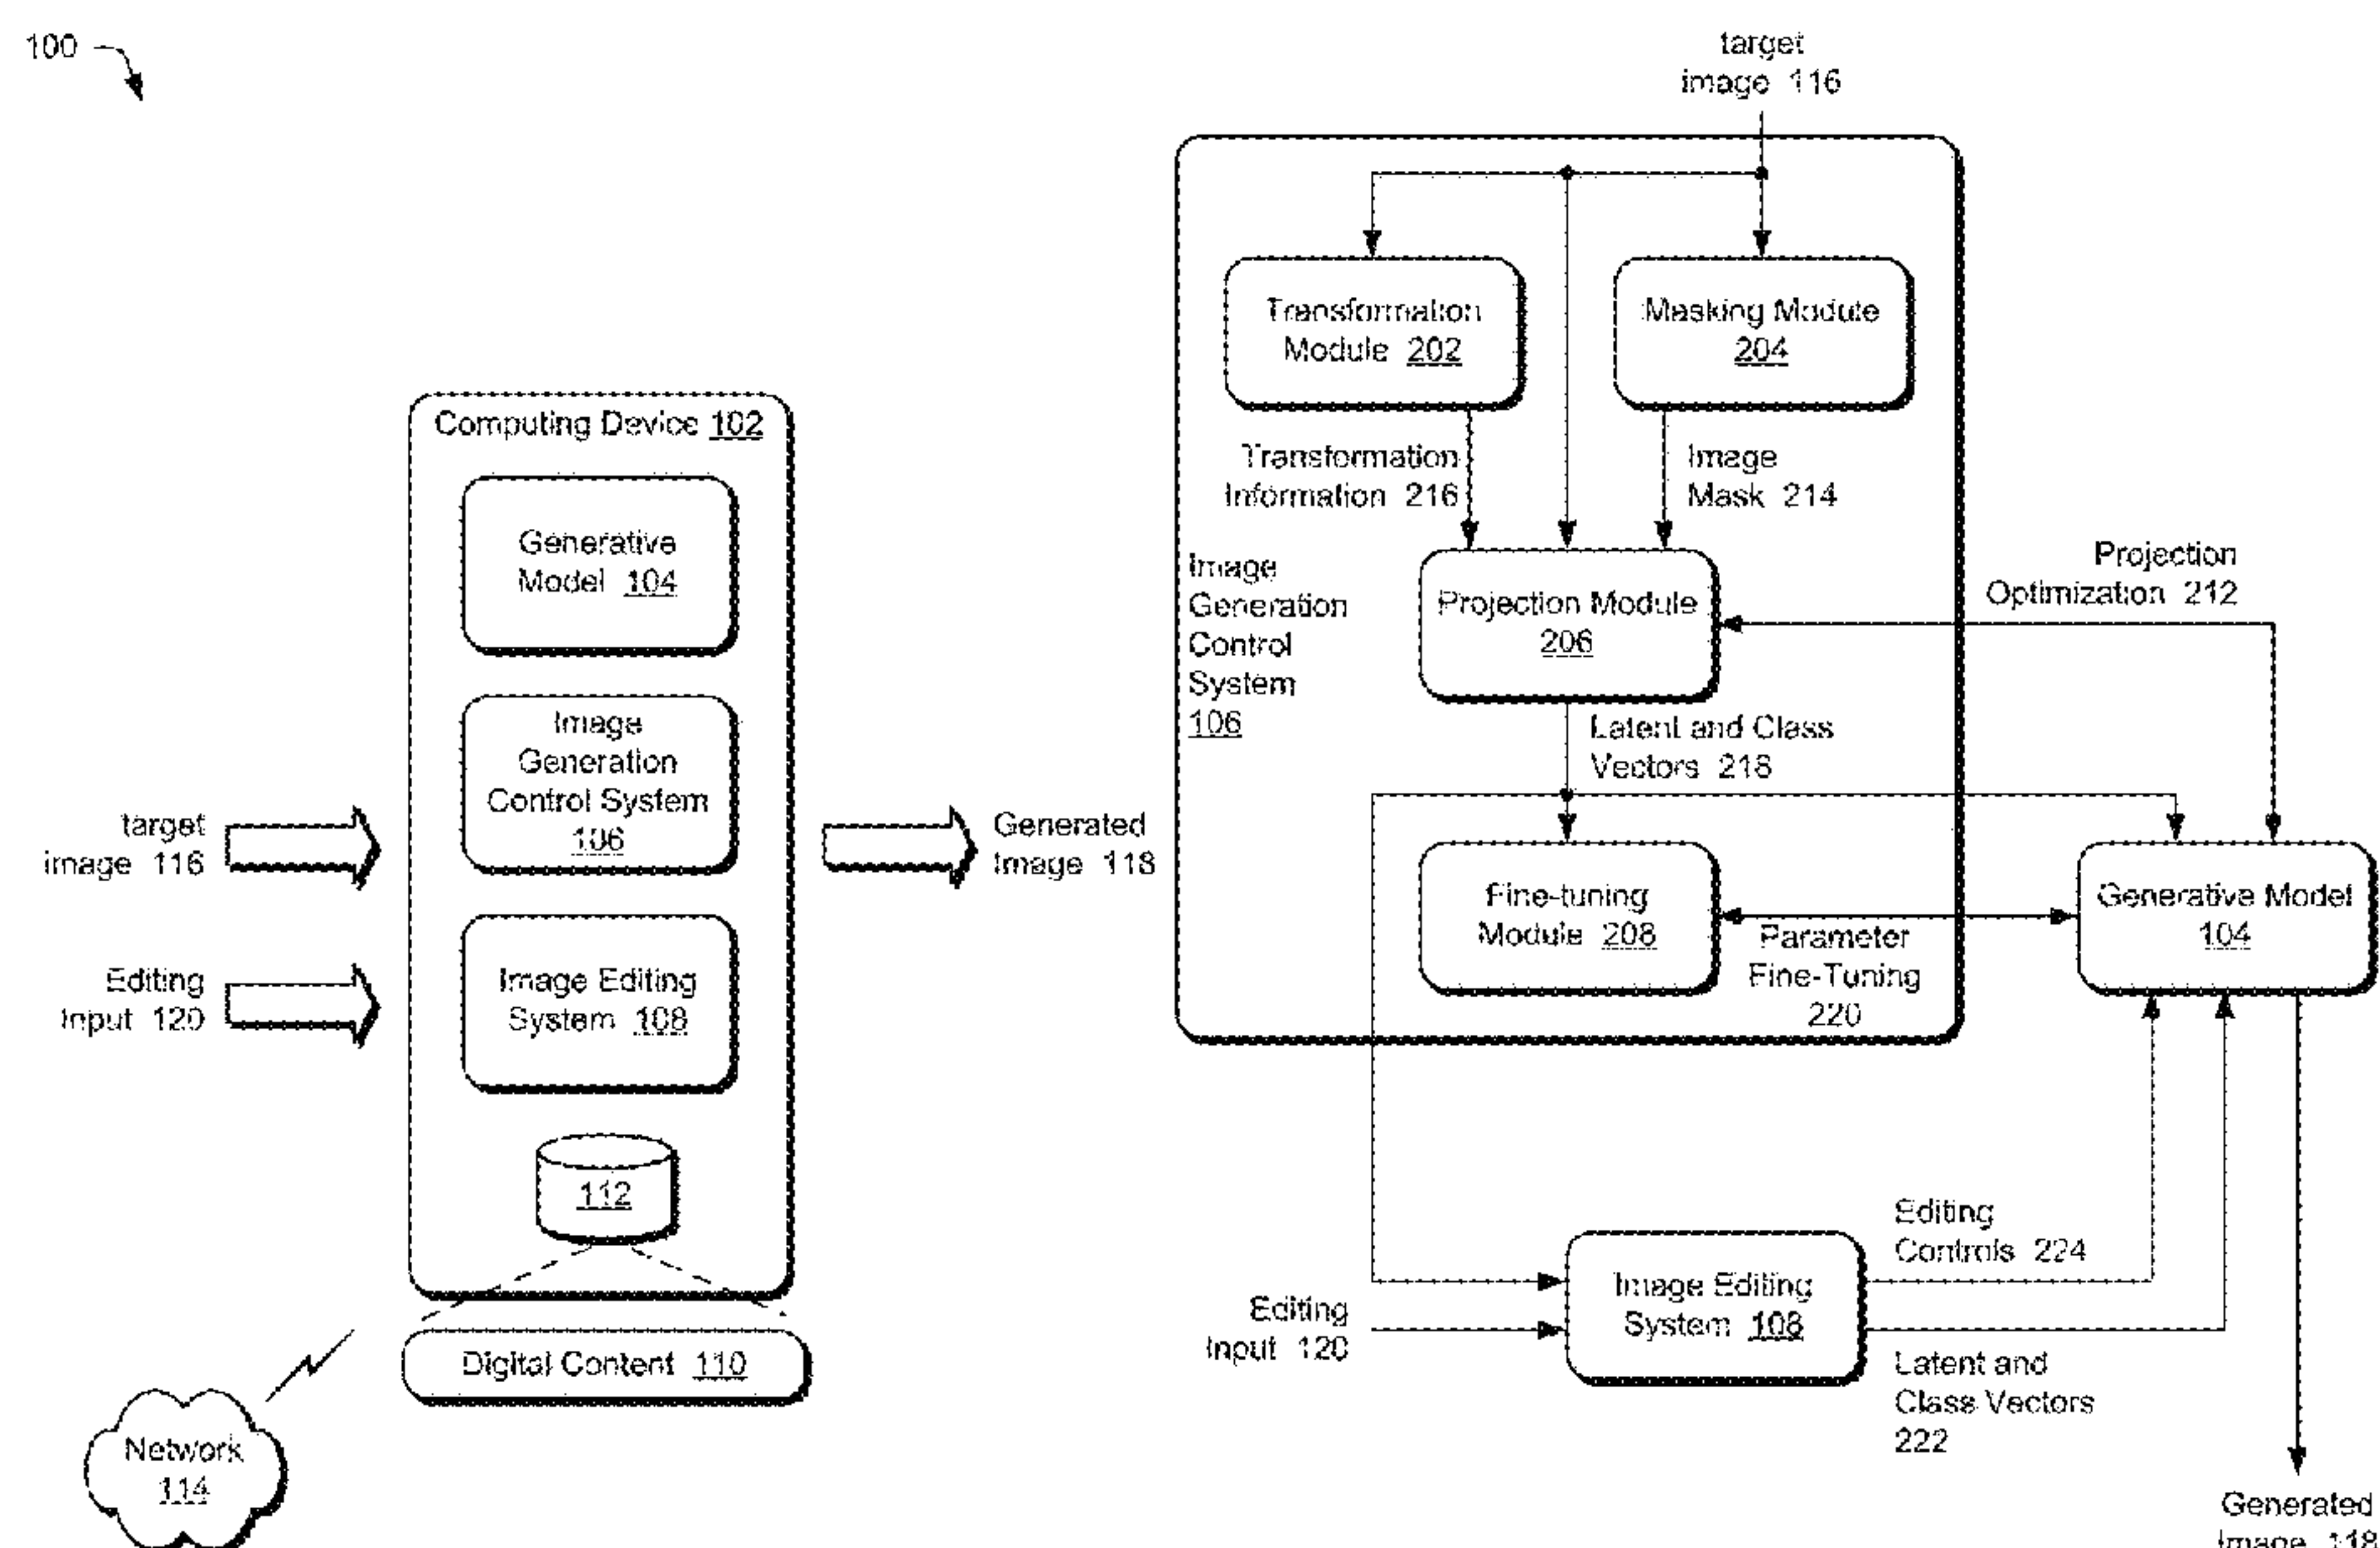 100
Computing Device 102
Generative
Model 104
Image
Generation
Control System
106
Image Editing
System 108
112
Digital Content 110
Network
114
target
image 116
Editing
Input 120
Generated
Image 118
target
image 116
Transformation
Module 202
Masking Module
204
Transformation
Information 216
Image
Mask 214
Image
Generation
Control
System
106
Projection Module
206
Projection
Optimization 212
Latent and Class
Vectors 218
Fine-tuning
Module 208
Parameter
Fine-Tuning
220
Generative Model
104
Editing
Input 120
Image Editing
System 108
Editing
Controls 224
Latent and
Class Vectors
222
Generated
Image 118